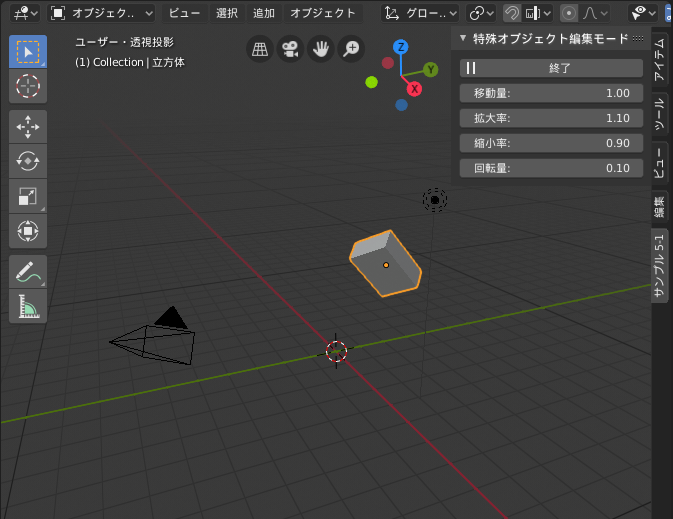 オブジェク..
ビュー
選択
追加
オブジェクト
グロー..
ユーザー・透視投影
(1) Collection | 立方体
Z
Y
X
特殊オブジェクト編集モード
終了
移動量: 1.00
拡大率: 1.10
縮小率: 0.90
回転量: 0.10
アイテム
ツール
ビュー
編集
サンプル 5-1